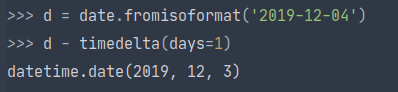 >>> d = date.fromisoformat('2019-12-04')
>>> d - timedelta(days=1)
datetime.date(2019, 12, 3)